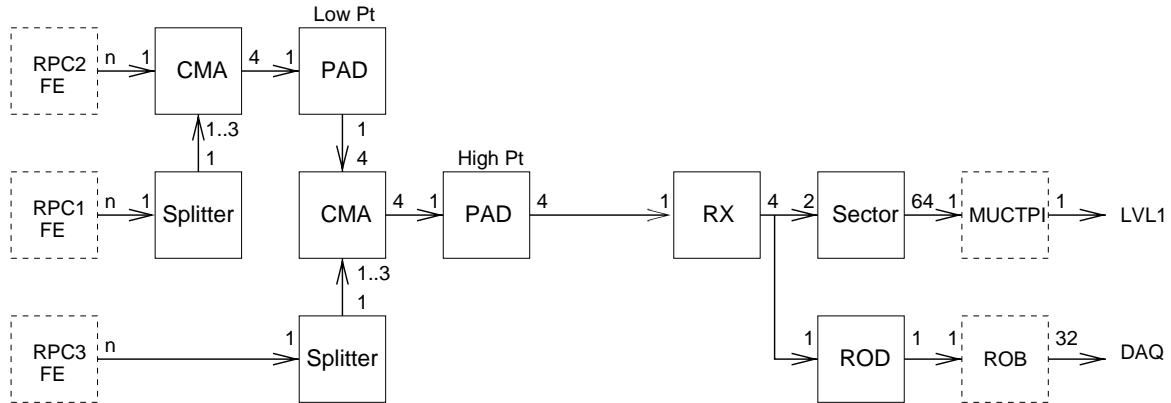 Low Pt
RPC2
FE
n
1
CMA
4
1
PAD
1..3
1
1
4
High Pt
RPC1
FE
n
1
Splitter
CMA
4
1
PAD
4
1
RX
4
2
Sector
64
1
MUCTPI
1
LVL1
1..3
1
RPC3
FE
n
1
Splitter
1
ROD
1
1
ROB
32
DAQ